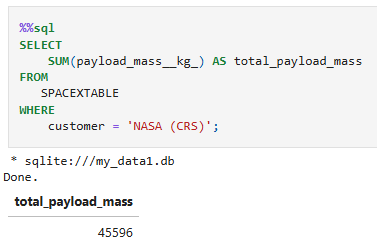 %%sql
SELECT
    SUM(payload_mass__kg_) AS total_payload_mass
FROM
   SPACEXTABLE
WHERE
    customer = 'NASA (CRS)';
* sqlite:///my_data1.db
Done.
total_payload_mass
45596